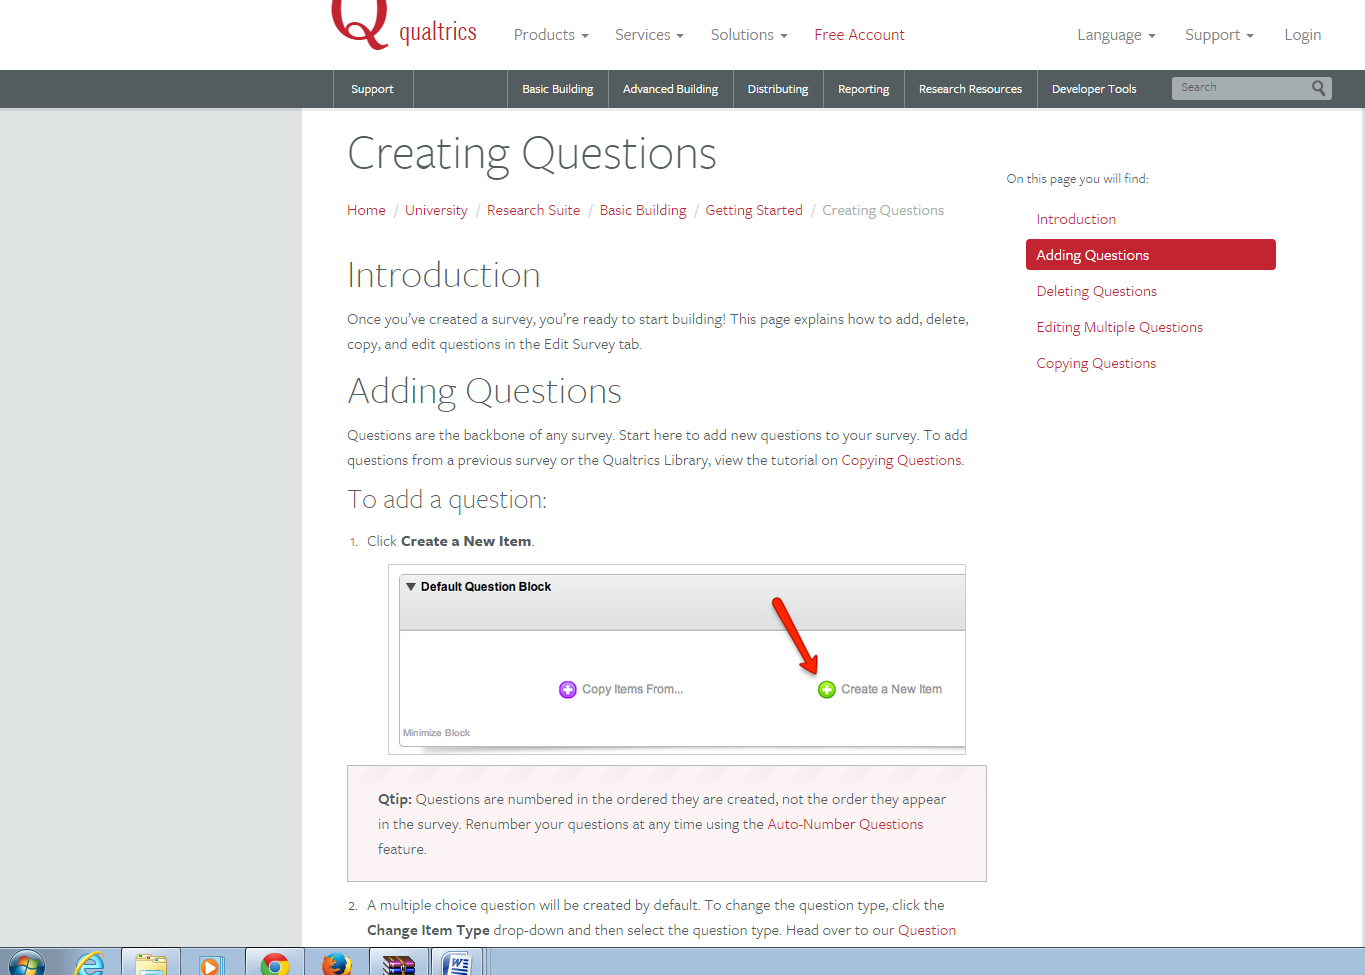 qualtrics
Products
Services
Solutions
Free Account
Language
Support
Login
Support
Basic Building
Advanced Building
Distributing
Reporting
Research Resources
Developer Tools
Search
Creating Questions
Home / University / Research Suite / Basic Building / Getting Started / Creating Questions
Introduction
Once you’ve created a survey, you’re ready to start building! This page explains how to add, delete,
copy, and edit questions in the Edit Survey tab.
Adding Questions
Questions are the backbone of any survey. Start here to add new questions to your survey. To add
questions from a previous survey or the Qualtrics Library, view the tutorial on Copying Questions.
To add a question:
1. Click Create a New Item.
Default Question Block
Copy Items From...
Create a New Item
Minimize Block
Qtip: Questions are numbered in the ordered they are created, not the order they appear
in the survey. Renumber your questions at any time using the Auto-Number Questions
feature.
2. A multiple choice question will be created by default. To change the question type, click the
Change Item Type drop-down and then select the question type. Head over to our Question
On this page you will find:
Introduction
Adding Questions
Deleting Questions
Editing Multiple Questions
Copying Questions